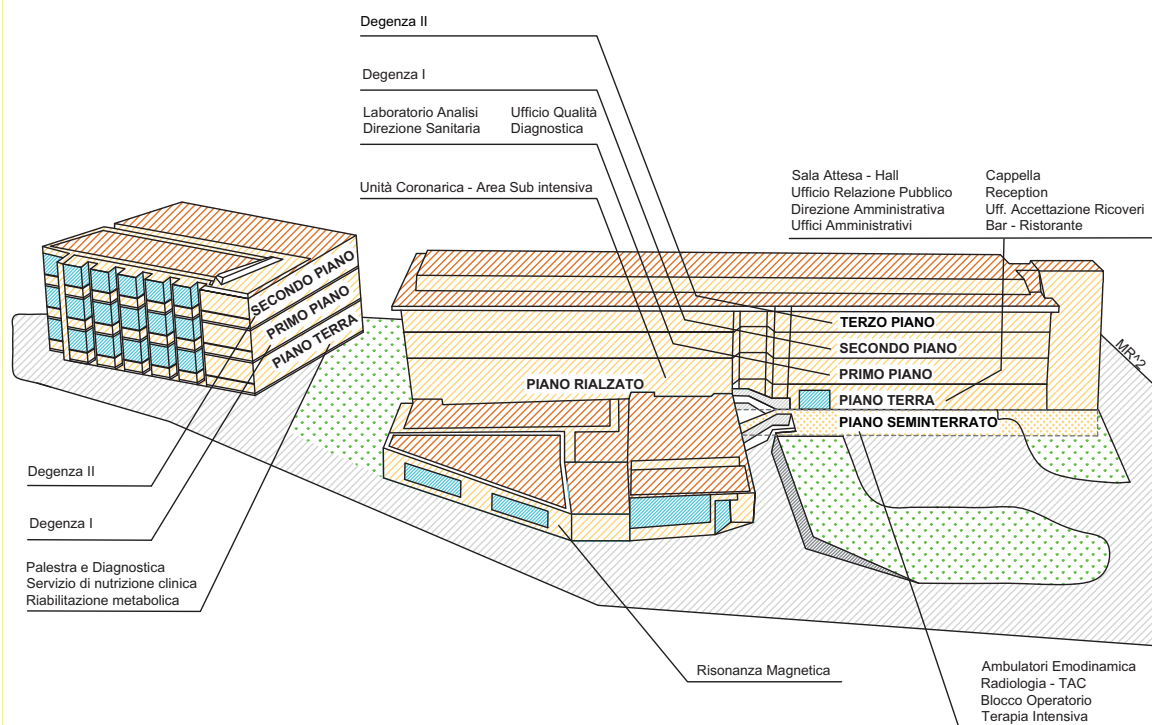 Degenza II
Degenza I
Laboratorio Analisi
Direzione Sanitaria
Ufficio Qualità
Diagnostica
Unità Coronarica - Area Sub intensiva
Sala Attesa - Hall
Ufficio Relazione Pubblico
Direzione Amministrativa
Uffici Amministrativi
Cappella
Reception
Uff. Accettazione Ricoveri
Bar - Ristorante
SECONDO PIANO
PRIMO PIANO
PIANO TERRA
TERZO PIANO
SECONDO PIANO
PRIMO PIANO
PIANO RIALZATO
PIANO TERRA
PIANO SEMINTERRATO
MR^2
Degenza II
Degenza I
Palestra e Diagnostica
Servizio di nutrizione clinica
Riabilitazione metabolica
Risonanza Magnetica
Ambulatori Emodinamica
Radiologia - TAC
Blocco Operatorio
Terapia Intensiva